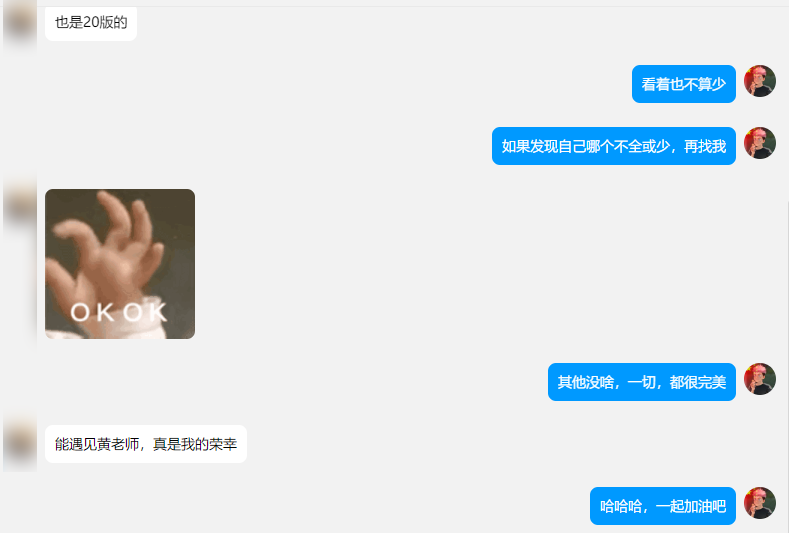 也是20版的
看着也不算少
如果发现自己哪个不全或少，再找我
OKOK
其他没啥，一切，都很完美
能遇见黄老师，真是我的荣幸
哈哈哈，一起加油吧